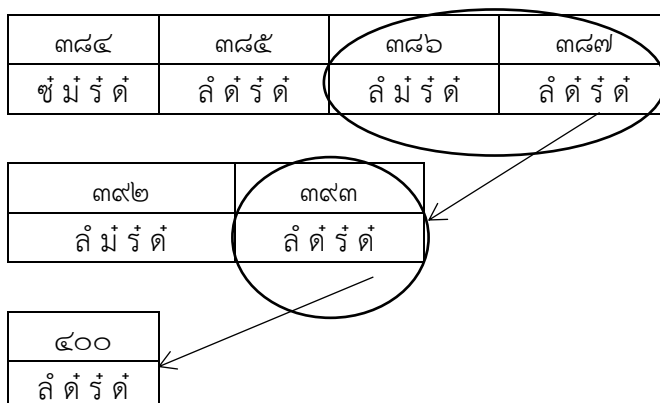 ๓๘๔ ๓๘๕ ๓๘๖ ๓๘๗
ซ๋ ม๋ ร๋ ด๋ ลํ ด๋ ร๋ ด๋ ลํ ม๋ ร๋ ด๋ ลํ ด๋ ร๋ ด๋
๓๙๒ ๓๙๓
ลํ ม๋ ร๋ ด๋ ลํ ด๋ ร๋ ด๋
๔๐๐
ลํ ด๋ ร๋ ด๋